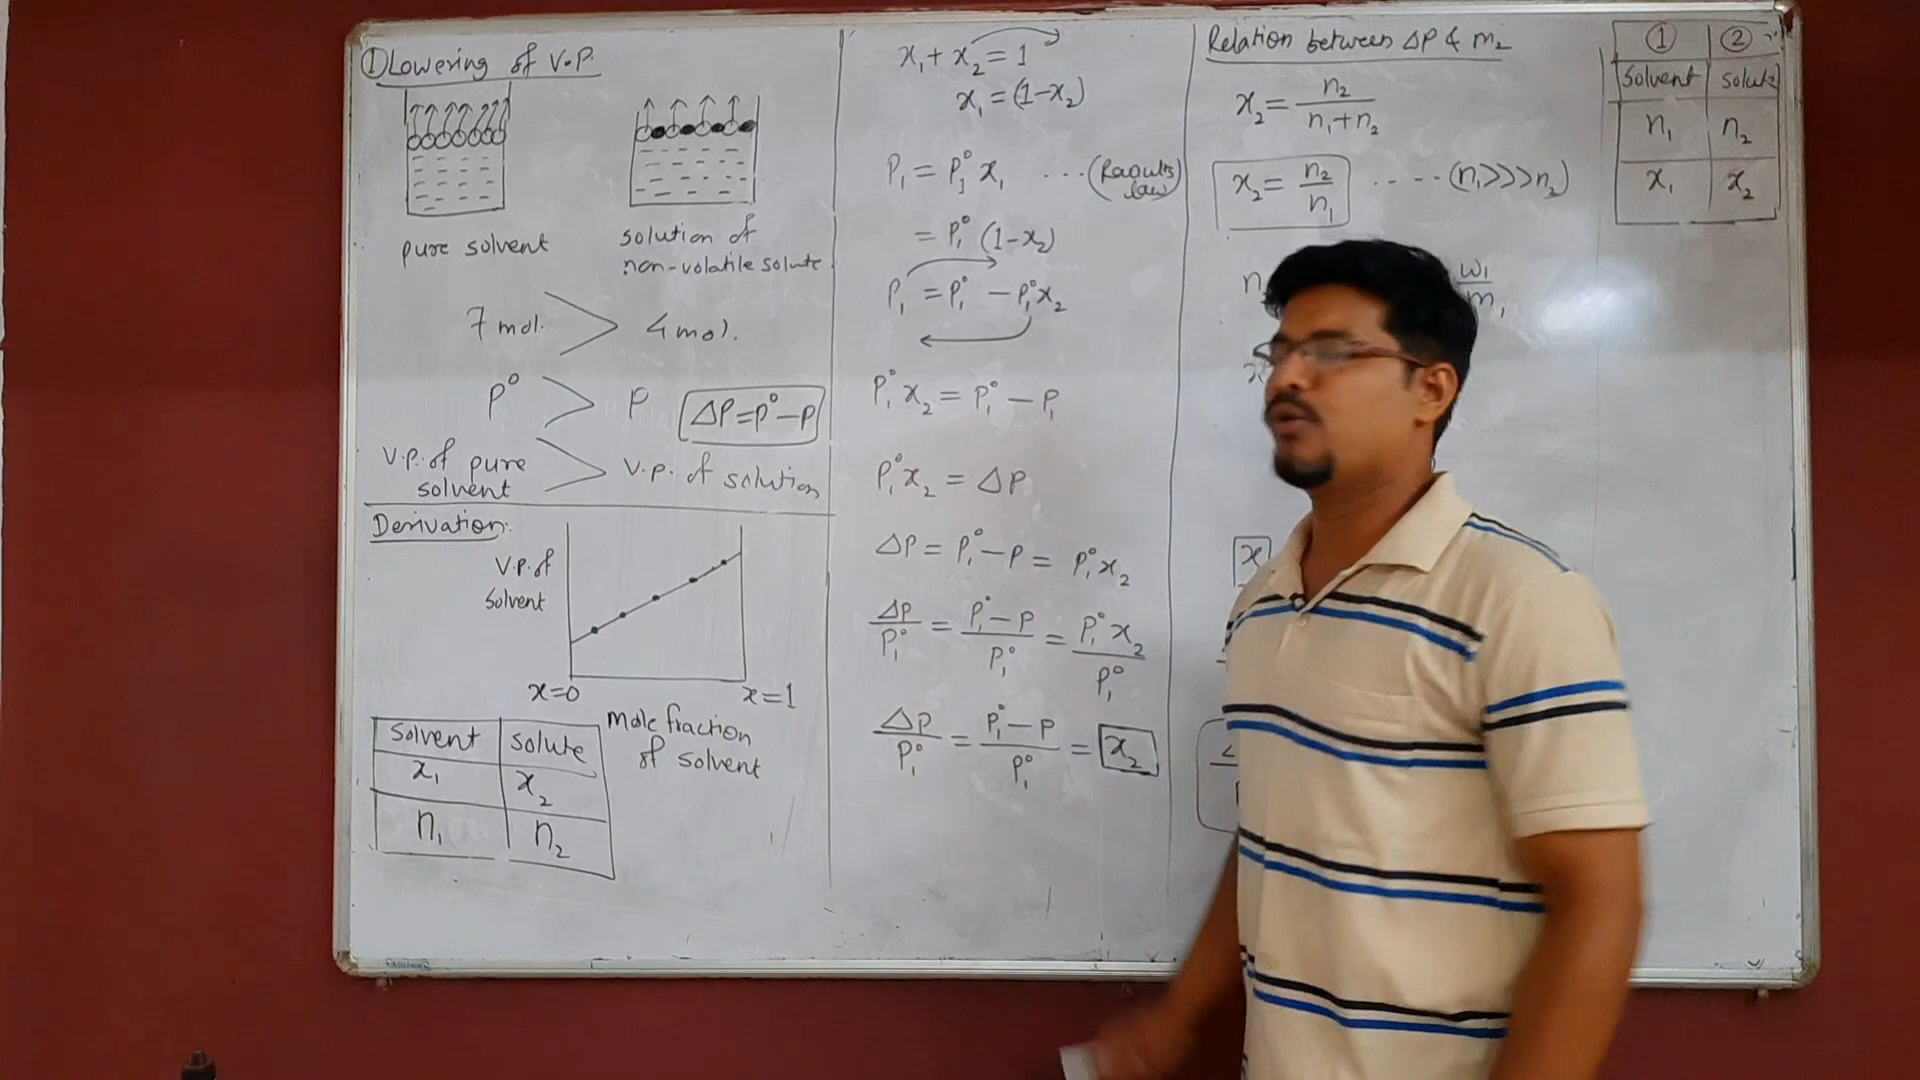 ① Lowering of V.P.
pure solvent
solution of
non-volatile solute
7 mol. > 4 mol.
P° > P
ΔP = P° - P
V.P. of pure
solvent
> V.P. of solution
Derivation:
V.P. of
Solvent
x=0
x=1
Mole fraction
of solvent
Solvent | Solute
x₁ | x₂
n₁ | n₂
x₁ + x₂ = 1
x₁ = (1-x₂)
P₁ = P₁° x₁ ... (Raoult's
law)
= P₁° (1-x₂)
P₁ = P₁° - P₁°x₂
P₁° x₂ = P₁° - P₁
P₁° x₂ = ΔP
ΔP = P₁° - P = P₁° x₂
ΔP/P₁° = P₁° - P/P₁° = P₁° x₂/P₁°
ΔP/P₁° = P₁° - P/P₁° = x₂
Relation between ΔP & m₂
x₂ = n₂/n₁+n₂
x₂ = n₂/n₁ ..... (n₁>>>n₂)
n
W₁/m₁
x
x
① | ②
Solvent | Solute
n₁ | n₂
x₁ | x₂